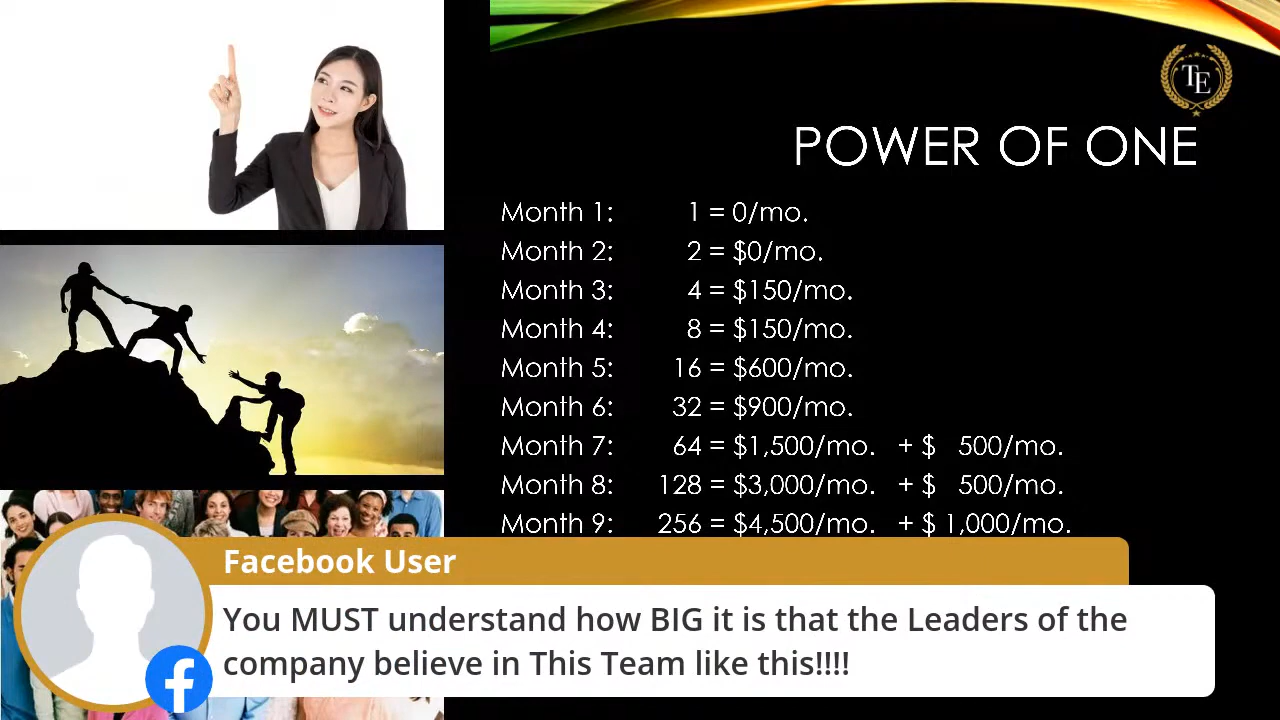 TE
POWER OF ONE
Month 1: 1 = 0/mo.
Month 2: 2 = $0/mo.
Month 3: 4 = $150/mo.
Month 4: 8 = $150/mo.
Month 5: 16 = $600/mo.
Month 6: 32 = $900/mo.
Month 7: 64 = $1,500/mo. + $ 500/mo.
Month 8: 128 = $3,000/mo. + $ 500/mo.
Month 9: 256 = $4,500/mo. + $ 1,000/mo.
Facebook User
You MUST understand how BIG it is that the Leaders of the
company believe in This Team like this!!!!